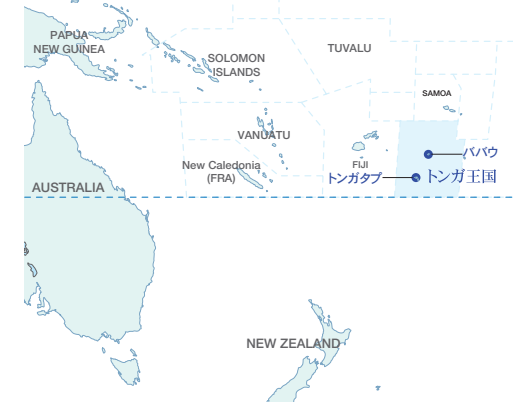 PAPUA
NEW GUINEA
SOLOMON
ISLANDS
TUVALU
SAMOA
VANUATU
ババウ
New Caledonia
(FRA)
FIJI
トンガタプ
トンガ王国
AUSTRALIA
NEW ZEALAND